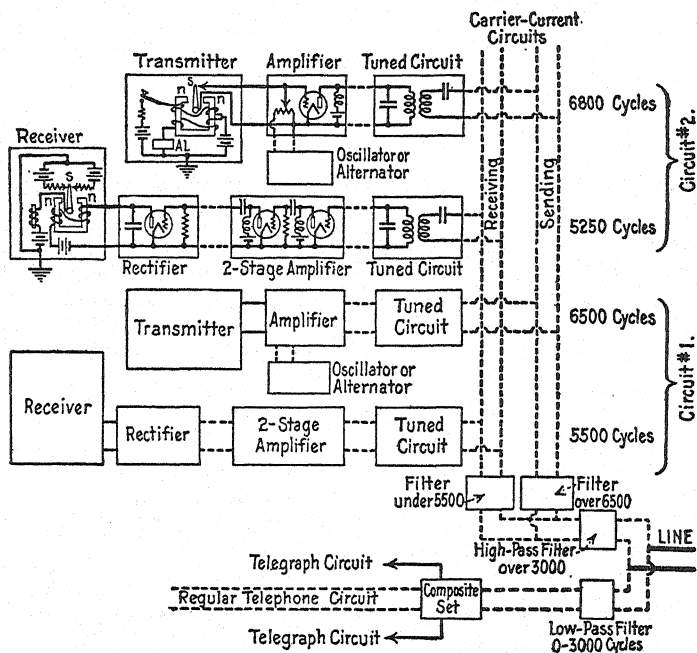 Carrier-Current
Circuits
Transmitter
Amplifier
Tuned Circuit
S
n
n
AL
Oscillator or
Alternator
6800 Cycles
Circuit #2.
Receiver
S
n
n
Rectifier
2-Stage Amplifier
Tuned Circuit
Receiving
Sending
5250 Cycles
Transmitter
Amplifier
Tuned
Circuit
6500 Cycles
Oscillator or
Alternator
Circuit #1.
Receiver
Rectifier
2-Stage
Amplifier
Tuned
Circuit
5500 Cycles
Filter
under 5500
Filter
over 6500
High-Pass Filter-
over 3000
LINE
Telegraph Circuit
Regular Telephone Circuit
Composite
Set
Telegraph Circuit
Low-Pass Filter
0-3000 Cycles